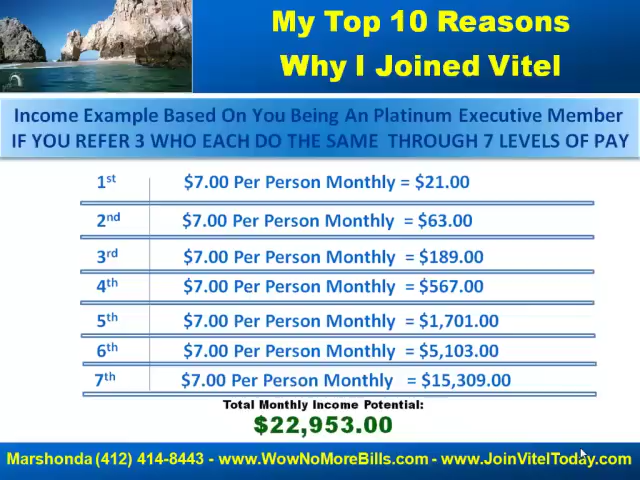 My Top 10 Reasons
Why I Joined Vitel
Income Example Based On You Being An Platinum Executive Member
IF YOU REFER 3 WHO EACH DO THE SAME THROUGH 7 LEVELS OF PAY
1st $7.00 Per Person Monthly = $21.00
2nd $7.00 Per Person Monthly = $63.00
3rd $7.00 Per Person Monthly = $189.00
4th $7.00 Per Person Monthly = $567.00
5th $7.00 Per Person Monthly = $1,701.00
6th $7.00 Per Person Monthly = $5,103.00
7th $7.00 Per Person Monthly = $15,309.00
Total Monthly Income Potential:
$22,953.00
Marshonda (412) 414-8443 - www.WowNoMoreBills.com - www.JoinVitelToday.com